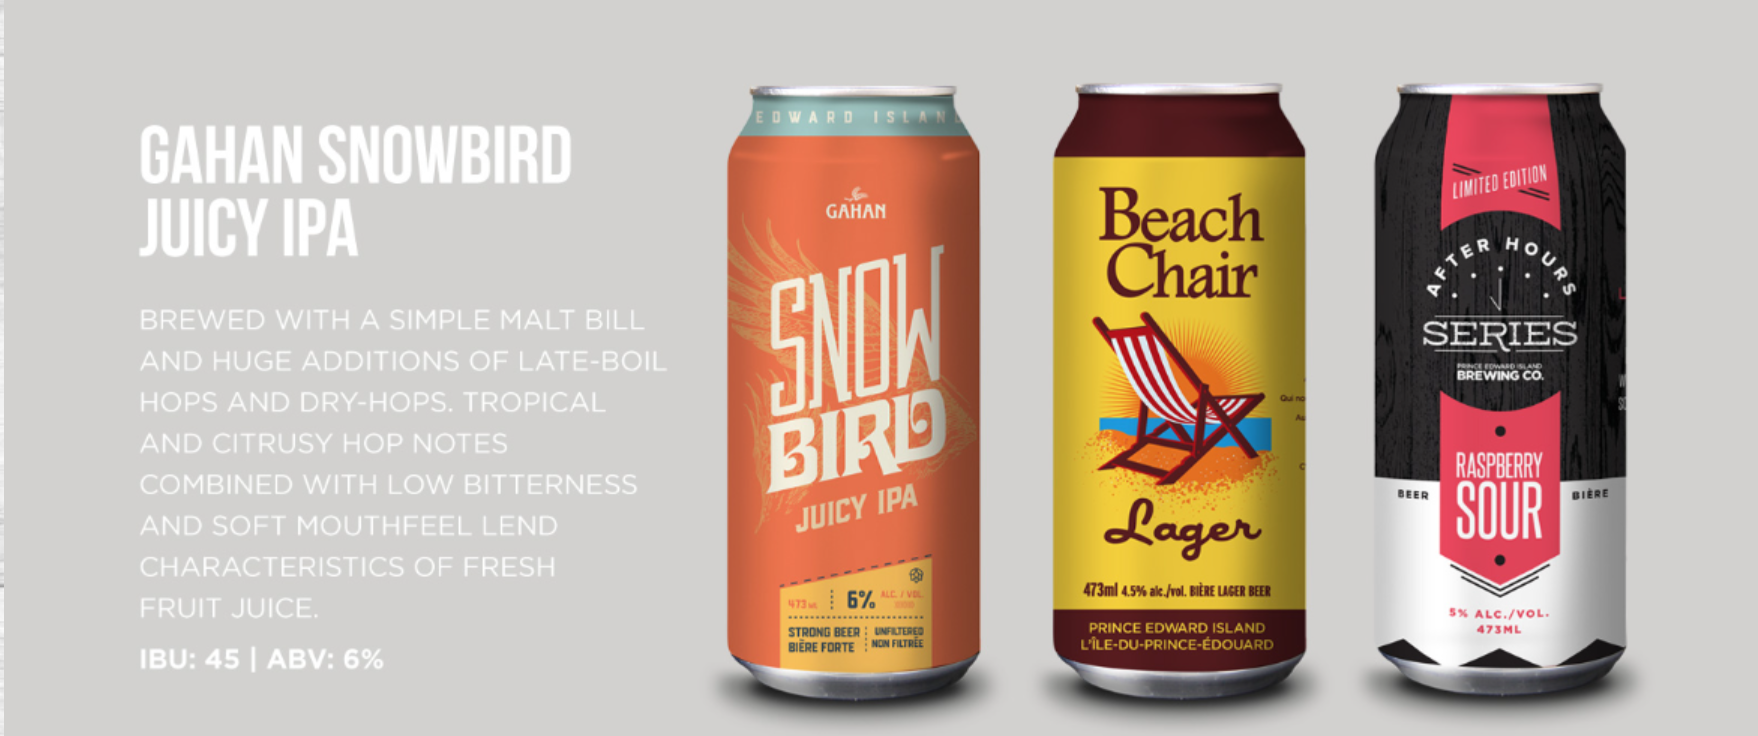 GAHAN SNOWBIRD
JUICY IPA
BREWED WITH A SIMPLE MALT BILL
AND HUGE ADDITIONS OF LATE-BOIL
HOPS AND DRY-HOPS. TROPICAL
AND CITRUSY HOP NOTES
COMBINED WITH LOW BITTERNESS
AND SOFT MOUTHFEEL LEND
CHARACTERISTICS OF FRESH
FRUIT JUICE.
IBU: 45 | ABV: 6%
EDWARD ISLAN
GAHAN
SNOW
BIRD
JUICY IPA
473 ML 6% ALC. / VOL.
STRONG BEER UNFILTERED
BIÈRE FORTE NON FILTRÉE
Beach
Chair
Lager
473ml 4.5% alc./vol. BIÈRE LAGER BEER
PRINCE EDWARD ISLAND
L'ÎLE-DU-PRINCE-ÉDOUARD
Qui no
LIMITED EDITION
AFTER HOURS
SERIES
PRINCE EDWARD ISLAND
BREWING CO.
RASPBERRY
SOUR
BEER BIÈRE
5% ALC./VOL.
473ML